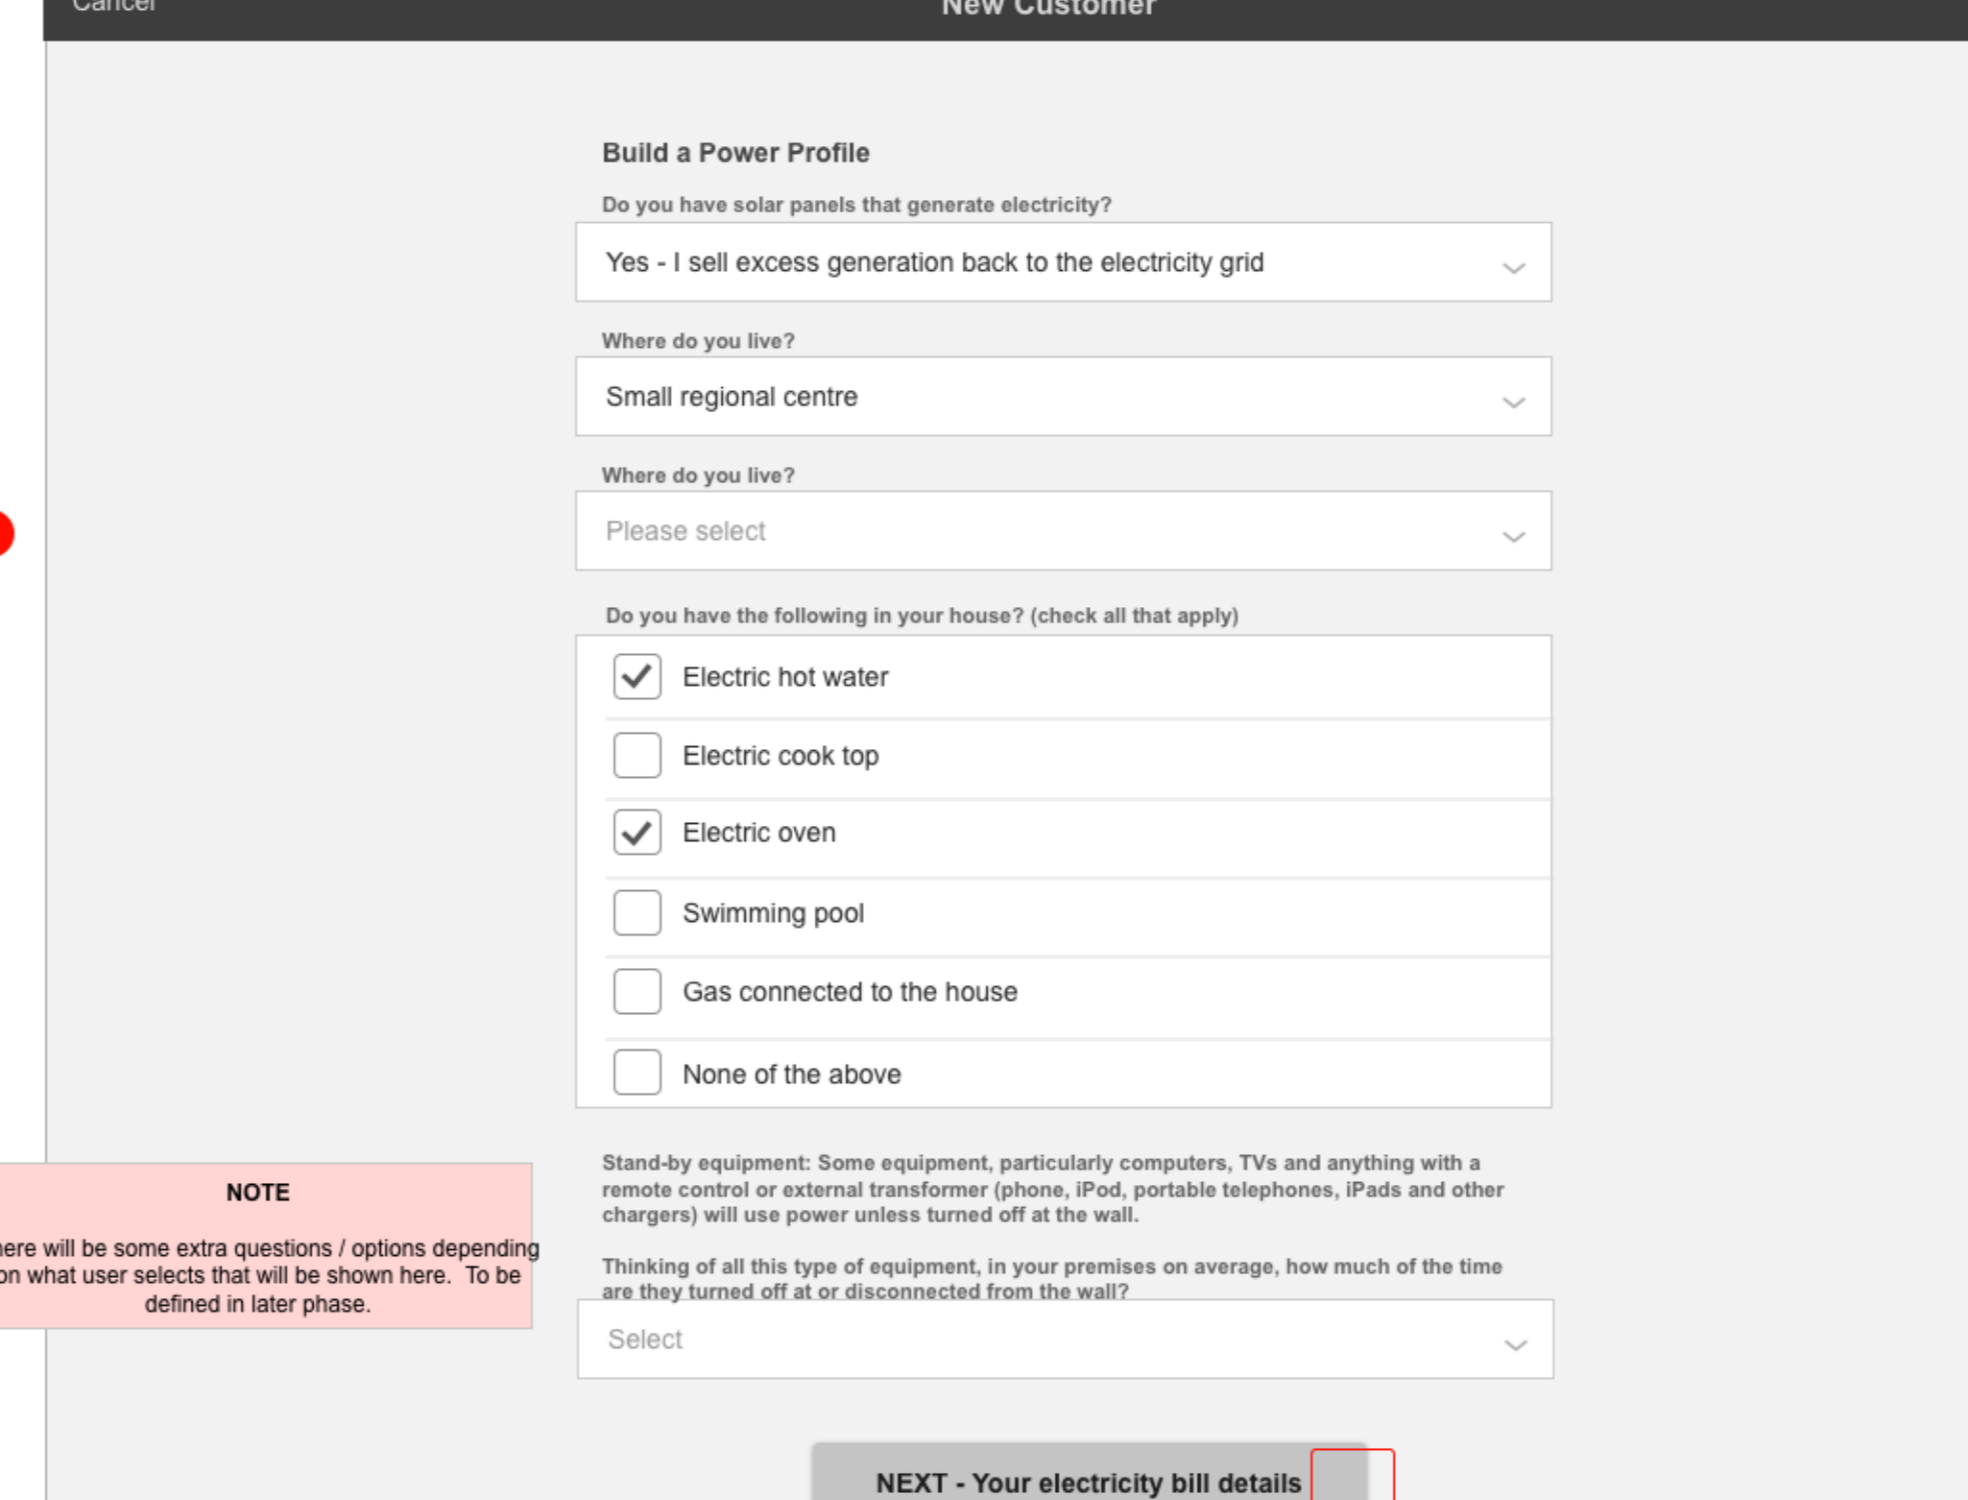 Cancel
New Customer
Build a Power Profile
Do you have solar panels that generate electricity?
Yes - I sell excess generation back to the electricity grid
Where do you live?
Small regional centre
Where do you live?
Please select
Do you have the following in your house? (check all that apply)
Electric hot water
Electric cook top
Electric oven
Swimming pool
Gas connected to the house
None of the above
Stand-by equipment: Some equipment, particularly computers, TVs and anything with a
remote control or external transformer (phone, iPod, portable telephones, iPads and other
chargers) will use power unless turned off at the wall.
NOTE
here will be some extra questions / options depending
on what user selects that will be shown here. To be
defined in later phase.
Thinking of all this type of equipment, in your premises on average, how much of the time
are they turned off at or disconnected from the wall?
Select
NEXT - Your electricity bill details